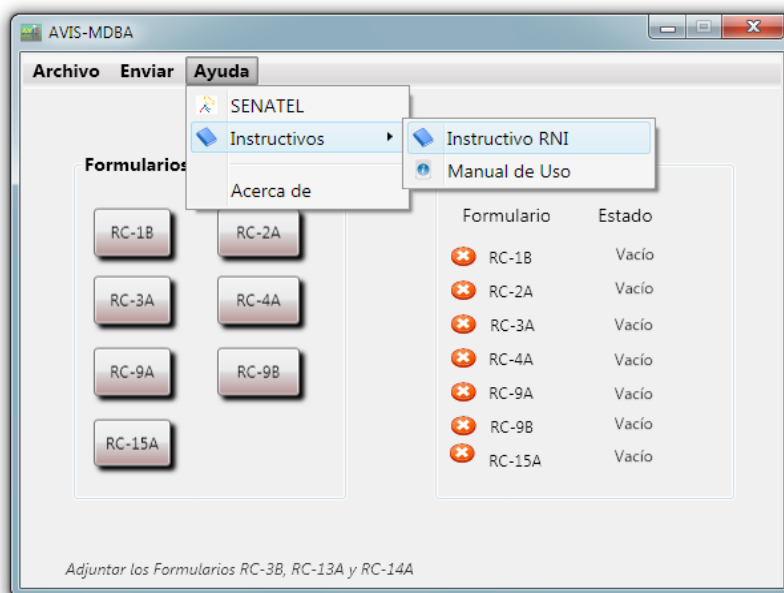 AVIS-MDBA
Archivo Enviar Ayuda
SENATEL
Instructivos
Acerca de
Instructivo RNI
Manual de Uso
Formularios
RC-1B
RC-2A
RC-3A
RC-4A
RC-9A
RC-9B
RC-15A
Formulario Estado
RC-1B Vacío
RC-2A Vacío
RC-3A Vacío
RC-4A Vacío
RC-9A Vacío
RC-9B Vacío
RC-15A Vacío
Adjuntar los Formularios RC-3B, RC-13A y RC-14A